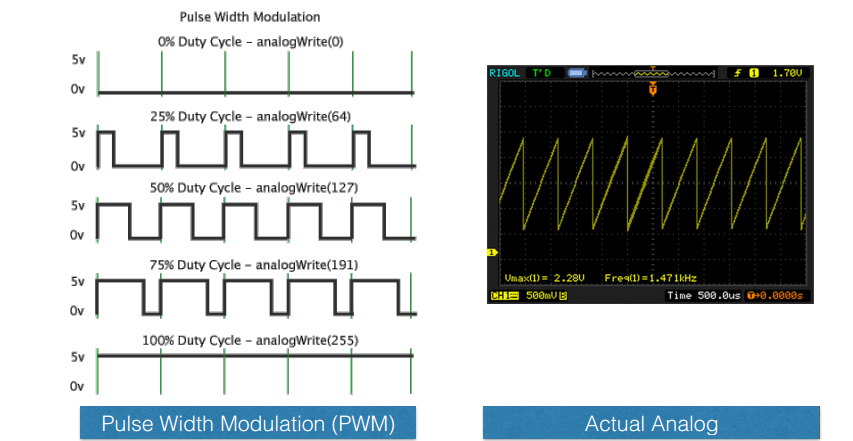 Pulse Width Modulation
0% Duty Cycle – analogWrite(0)
5v
0v
25% Duty Cycle – analogWrite(64)
5v
0v
50% Duty Cycle – analogWrite(127)
5v
0v
75% Duty Cycle – analogWrite(191)
5v
0v
100% Duty Cycle – analogWrite(255)
5v
0v
Pulse Width Modulation (PWM)
RIGOL T'D T f 1 1.70V
T
1
Vmax(1)= 2.28V Freq(1)=1.471kHz
CH1 500mV B Time 500.0us T→0.0000s
Actual Analog